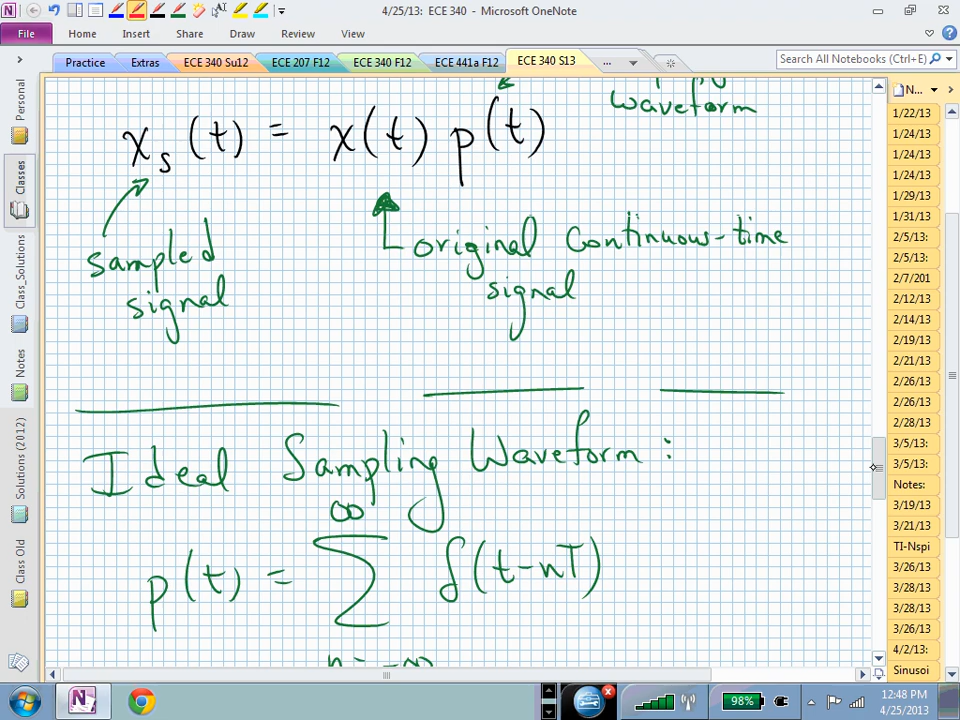 4/25/13: ECE 340 - Microsoft OneNote
File Home Insert Share Draw Review View
Practice Extras ECE 340 Su12 ECE 207 F12 ECE 340 F12 ECE 441a F12 ECE 340 S13 ... Search All Notebooks (Ctrl+E)
Personal
Classes
Class_Solutions
Notes
Solutions (2012)
Class Old
waveform
x_s(t) = x(t) p(t)
sampled
signal
original continuous-time
signal
Ideal Sampling Waveform:
∞
p(t) = ∑ δ(t-nT)
n = -∞
N...
1/22/13
1/24/13
1/24/13
1/24/13
1/29/13
1/31/13
2/5/13:
2/5/13:
2/7/201
2/12/13
2/14/13
2/19/13
2/21/13
2/26/13
2/26/13
2/28/13
3/5/13:
3/5/13:
Notes:
3/19/13
3/21/13
TI-Nspi
3/26/13
3/28/13
3/28/13
3/26/13
4/2/13:
Sinusoi
98%
12:48 PM
4/25/2013